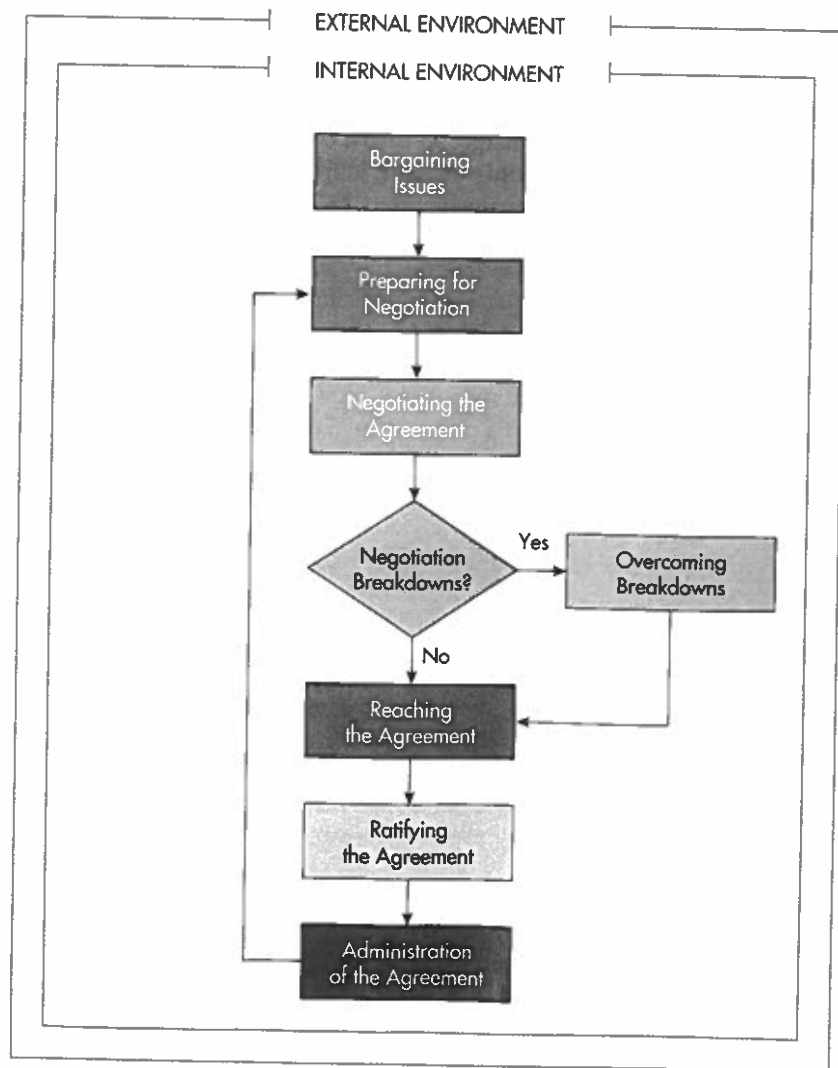 EXTERNAL ENVIRONMENT
INTERNAL ENVIRONMENT
Bargaining
Issues
Preparing for
Negotiation
Negotiating the
Agreement
Negotiation
Breakdowns?
Yes
Overcoming
Breakdowns
No
Reaching
the Agreement
Ratifying
the Agreement
Administration
of the Agreement